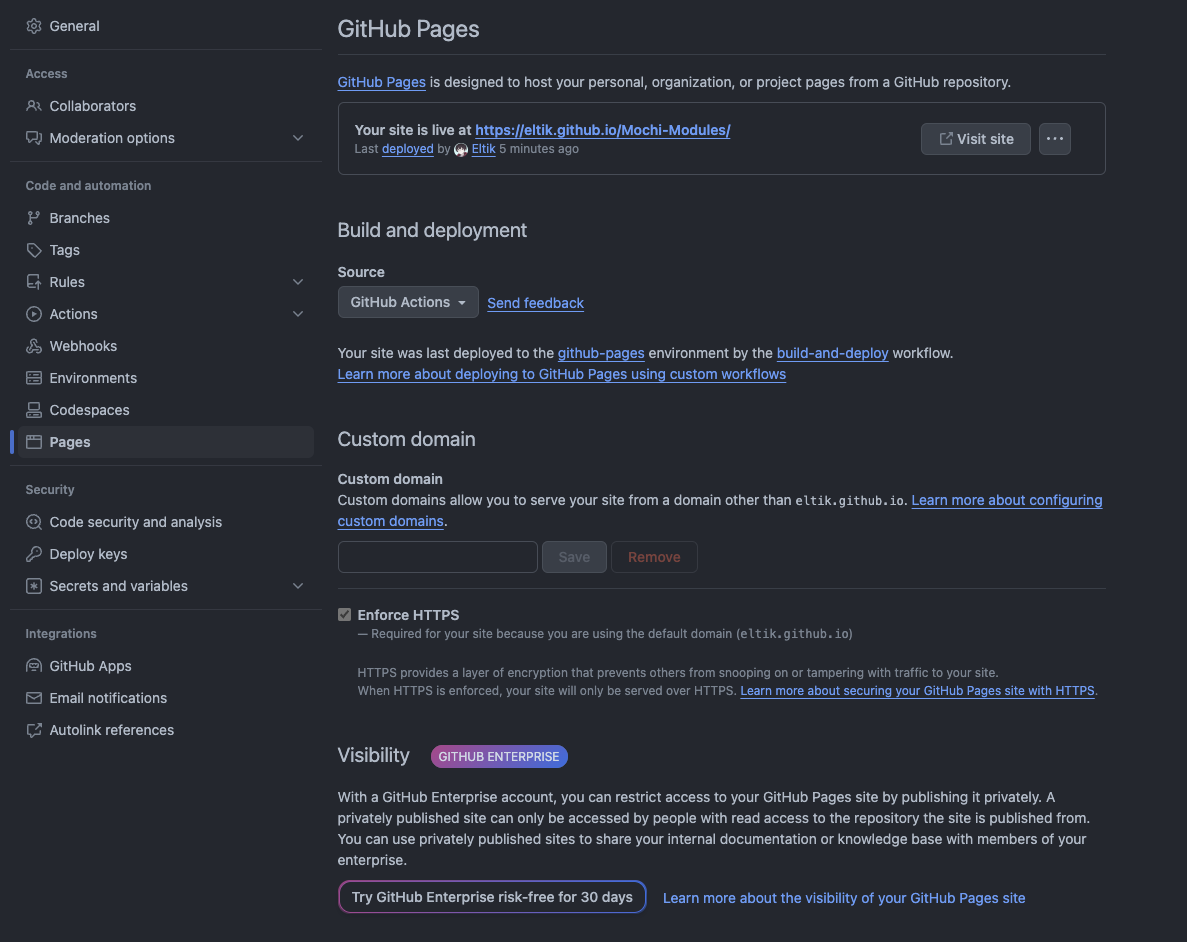 General
Access
Collaborators
Moderation options
Code and automation
Branches
Tags
Rules
Actions
Webhooks
Environments
Codespaces
Pages
Security
Code security and analysis
Deploy keys
Secrets and variables
Integrations
GitHub Apps
Email notifications
Autolink references
GitHub Pages
GitHub Pages is designed to host your personal, organization, or project pages from a GitHub repository.
Your site is live at https://eltik.github.io/Mochi-Modules/
Last deployed by Eltik 5 minutes ago
Visit site
Build and deployment
Source
GitHub Actions Send feedback
Your site was last deployed to the github-pages environment by the build-and-deploy workflow.
Learn more about deploying to GitHub Pages using custom workflows
Custom domain
Custom domain
Custom domains allow you to serve your site from a domain other than eltik.github.io. Learn more about configuring
custom domains.
Save Remove
Enforce HTTPS
— Required for your site because you are using the default domain (eltik.github.io)
HTTPS provides a layer of encryption that prevents others from snooping on or tampering with traffic to your site.
When HTTPS is enforced, your site will only be served over HTTPS. Learn more about securing your GitHub Pages site with HTTPS.
Visibility GITHUB ENTERPRISE
With a GitHub Enterprise account, you can restrict access to your GitHub Pages site by publishing it privately. A
privately published site can only be accessed by people with read access to the repository the site is published from.
You can use privately published sites to share your internal documentation or knowledge base with members of your
enterprise.
Try GitHub Enterprise risk-free for 30 days Learn more about the visibility of your GitHub Pages site